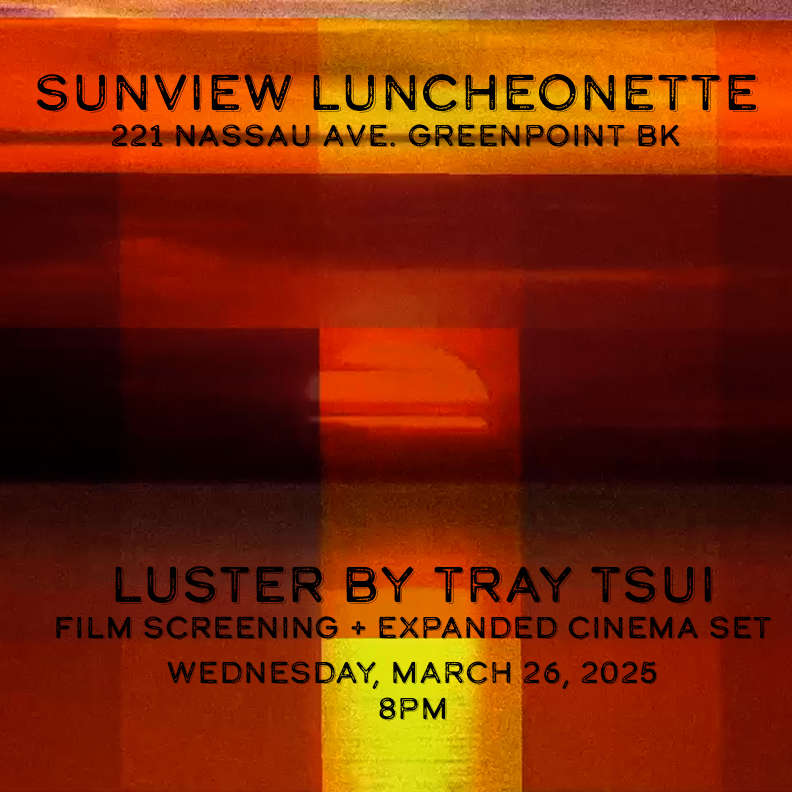 SUNVIEW LUNCHEONETTE
221 NASSAU AVE. GREENPOINT BK
LUSTER BY TRAY TSUI
FILM SCREENING + EXPANDED CINEMA SET
WEDNESDAY, MARCH 26, 2025
8PM